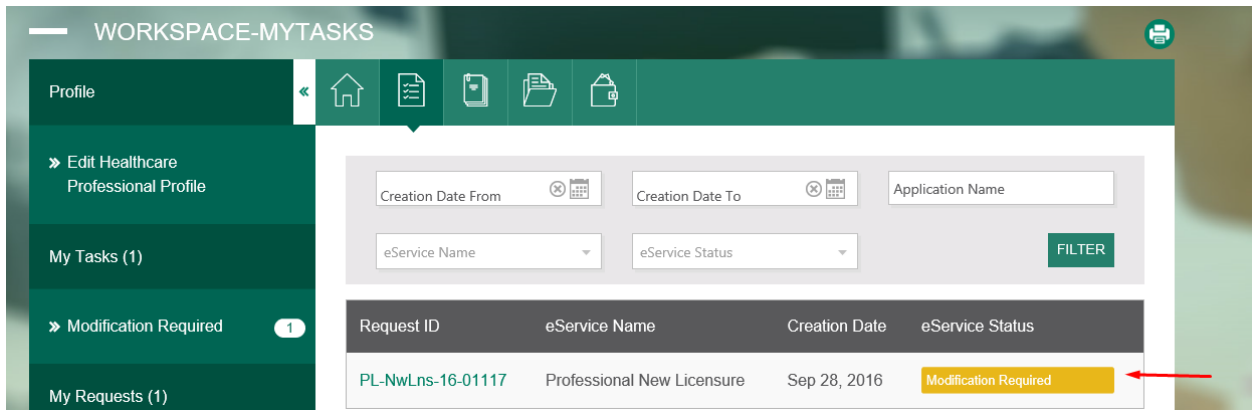 WORKSPACE-MYTASKS
Profile
Edit Healthcare
Professional Profile
My Tasks (1)
Modification Required 1
My Requests (1)
Creation Date From
Creation Date To
Application Name
eService Name
eService Status
FILTER
Request ID eService Name Creation Date eService Status
PL-NwLns-16-01117 Professional New Licensure Sep 28, 2016 Modification Required